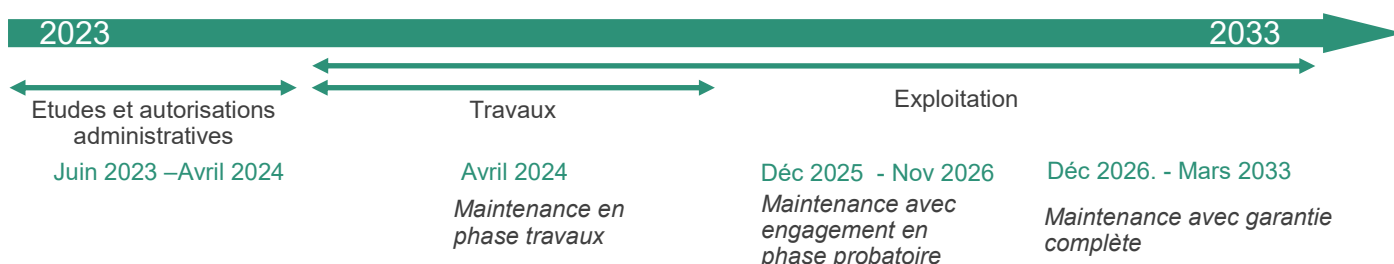 2023
2033
Etudes et autorisations
administratives
Travaux
Exploitation
Juin 2023 –Avril 2024
Avril 2024
Maintenance en
phase travaux
Déc 2025 - Nov 2026
Maintenance avec
engagement en
phase probatoire
Déc 2026. - Mars 2033
Maintenance avec garantie
complète